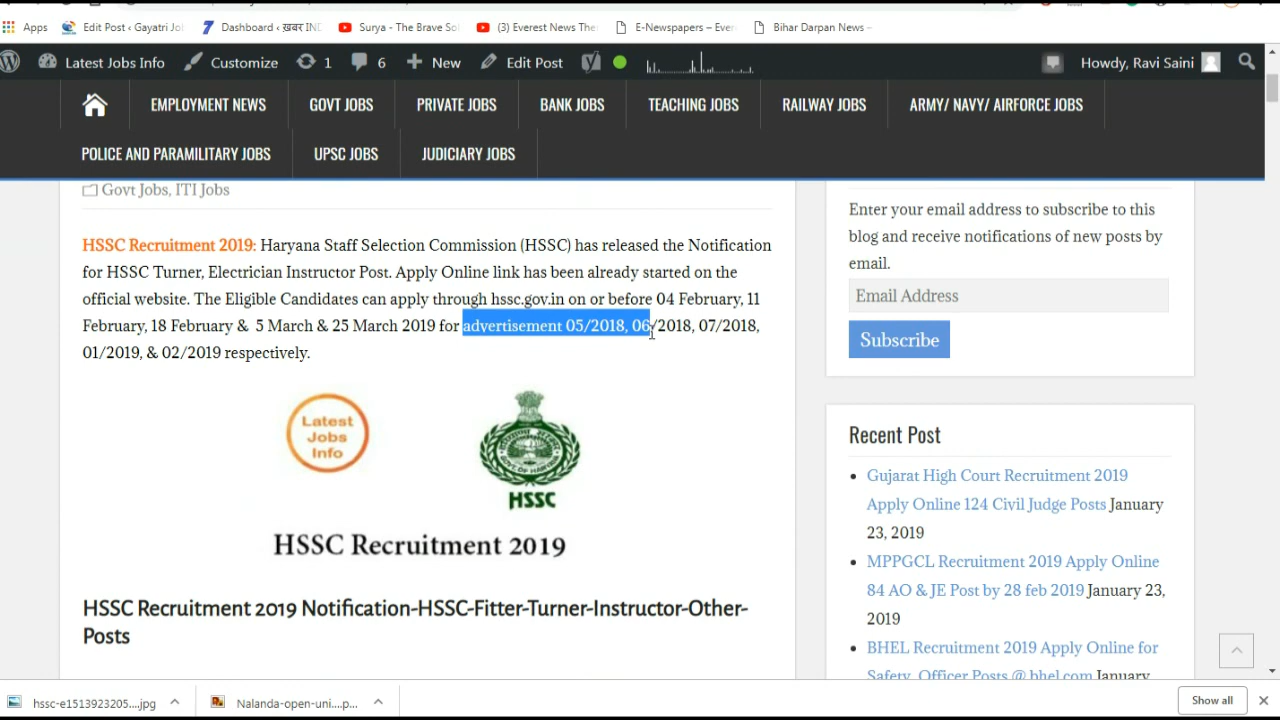 Apps Edit Post ‹ Gayatri Jol Dashboard ‹ ख़बर IND Surya - The Brave Sol (3) Everest News The E-Newspapers – Ever Bihar Darpan News –
Latest Jobs Info Customize 1 6 New Edit Post Howdy, Ravi Saini
EMPLOYMENT NEWS GOVT JOBS PRIVATE JOBS BANK JOBS TEACHING JOBS RAILWAY JOBS ARMY/ NAVY/ AIRFORCE JOBS
POLICE AND PARAMILITARY JOBS UPSC JOBS JUDICIARY JOBS
Govt Jobs, ITI Jobs
HSSC Recruitment 2019: Haryana Staff Selection Commission (HSSC) has released the Notification
for HSSC Turner, Electrician Instructor Post. Apply Online link has been already started on the
official website. The Eligible Candidates can apply through hssc.gov.in on or before 04 February, 11
February, 18 February & 5 March & 25 March 2019 for advertisement 05/2018, 06/2018, 07/2018,
01/2019, & 02/2019 respectively.
Latest
Jobs
Info
HSSC
HSSC Recruitment 2019
HSSC Recruitment 2019 Notification-HSSC-Fitter-Turner-Instructor-Other-
Posts
Enter your email address to subscribe to this
blog and receive notifications of new posts by
email.
Email Address
Subscribe
Recent Post
Gujarat High Court Recruitment 2019
Apply Online 124 Civil Judge Posts January
23, 2019
MPPGCL Recruitment 2019 Apply Online
84 AO & JE Post by 28 feb 2019 January 23,
2019
BHEL Recruitment 2019 Apply Online for
Safety Officer Posts @ bhel.com January
hssc-e1513923205....jpg Nalanda-open-uni....p... Show all